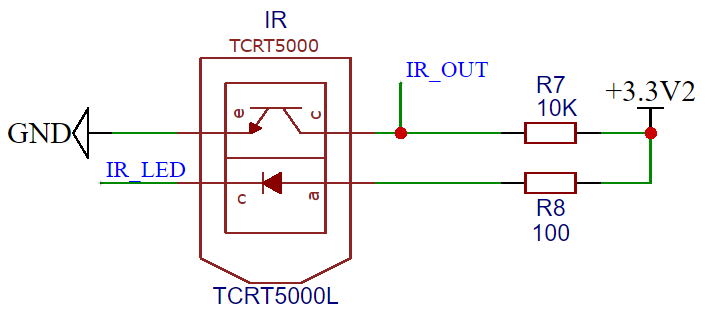 IR
TCRT5000
IR_OUT
R7
10K
+3.3V2
GND
e
c
IR_LED
c
a
R8
100
TCRT5000L